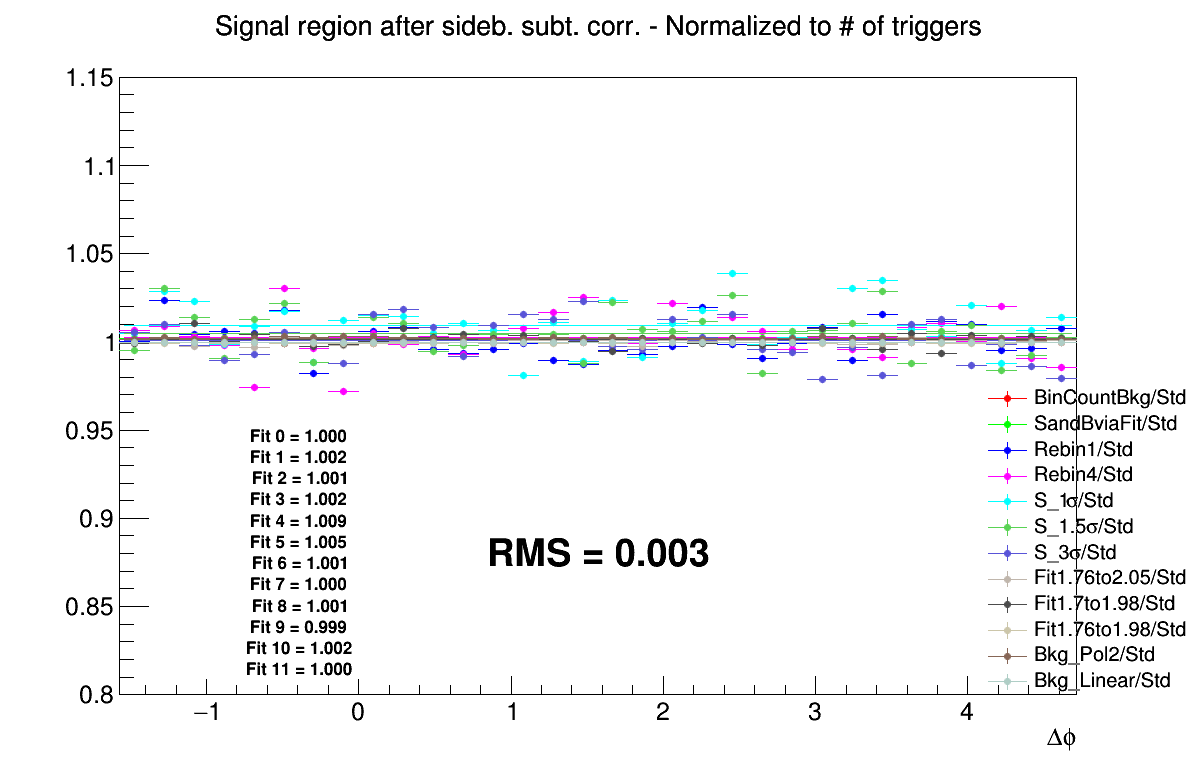 Signal region after sideb. subt. corr. - Normalized to # of triggers
1.15
1.1
1.05
1
0.95
0.9
0.85
0.8
−1
0
1
2
3
4
Δϕ
Fit 0 = 1.000
Fit 1 = 1.002
Fit 2 = 1.001
Fit 3 = 1.002
Fit 4 = 1.009
Fit 5 = 1.005
Fit 6 = 1.001
Fit 7 = 1.000
Fit 8 = 1.001
Fit 9 = 0.999
Fit 10 = 1.002
Fit 11 = 1.000
RMS = 0.003
BinCountBkg/Std
SandBviaFit/Std
Rebin1/Std
Rebin4/Std
S_1σ/Std
S_1.5σ/Std
S_3σ/Std
Fit1.76to2.05/Std
Fit1.7to1.98/Std
Fit1.76to1.98/Std
Bkg_Pol2/Std
Bkg_Linear/Std